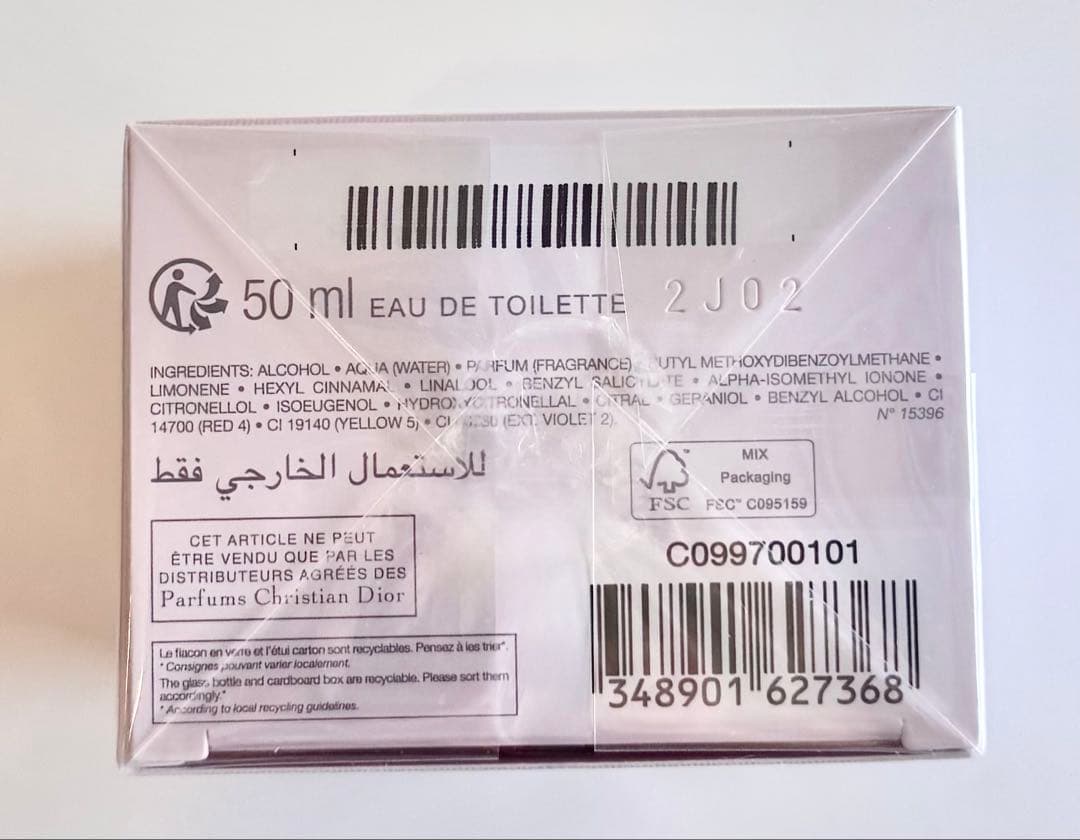 50 ml EAU DE TOILETTE 2J02
INGREDIENTS: ALCOHOL • AQUA (WATER) • PARFUM (FRAGRANCE) • BUTYL METHOXYDIBENZOYLMETHANE •
LIMONENE • HEXYL CINNAMAL • LINALOOL • BENZYL SALICYLATE • ALPHA-ISOMETHYL IONONE •
CITRONELLOL • ISOEUGENOL • HYDROXYCITRONELLAL • CITRAL • GERANIOL • BENZYL ALCOHOL • CI
14700 (RED 4) • CI 19140 (YELLOW 5) • CI (EXT. VIOLET 2). N° 15396
للاستعمال الخارجي فقط
MIX
Packaging
FSC™ FSC™ C095159
CET ARTICLE NE PEUT
ÊTRE VENDU QUE PAR LES
DISTRIBUTEURS AGRÉÉS DES
Parfums Christian Dior
C099700101
Le flacon en verre et l'étui carton sont recyclables. Pensez à les trier*.
* Consignes pouvant varier localement.
The glass bottle and cardboard box are recyclable. Please sort them
accordingly.*
* According to local recycling guidelines.
348901 627368